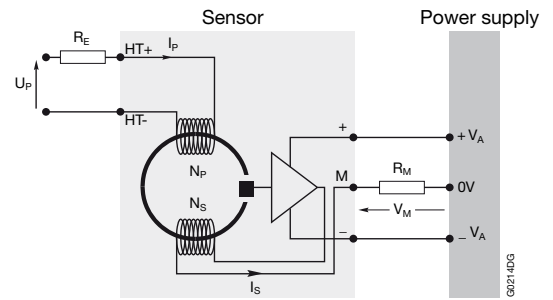 Sensor
Power supply
R_E
HT+
I_P
U_P
HT-
+
+ V_A
N_P
M
R_M
0V
N_S
V_M
−
− V_A
I_S
G0214DG